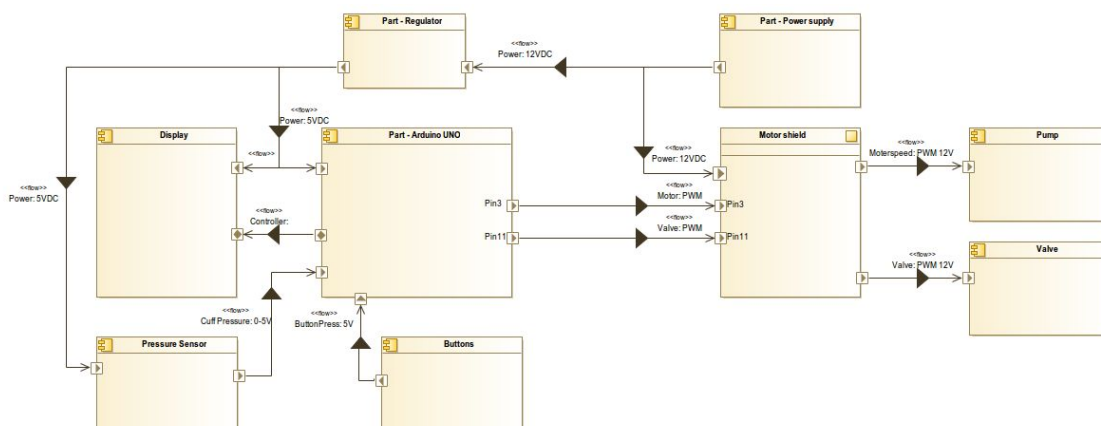 Part - Regulator
Part - Power supply
<<flow>>
Power: 12VDC
<<flow>>
Power: 5VDC
Display
<<flow>>
Part - Arduino UNO
Motor shield
Pump
<<flow>>
Power: 12VDC
<<flow>>
Moterspeed: PWM 12V
<<flow>>
Power: 5VDC
<<flow>>
Controller:
Pin3
<<flow>>
Motor: PWM
Pin3
Pin11
<<flow>>
Valve: PWM
Pin11
Valve
<<flow>>
Valve: PWM 12V
<<flow>>
Cuff Pressure: 0-5V
<<flow>>
ButtonPress: 5V
Pressure Sensor
Buttons